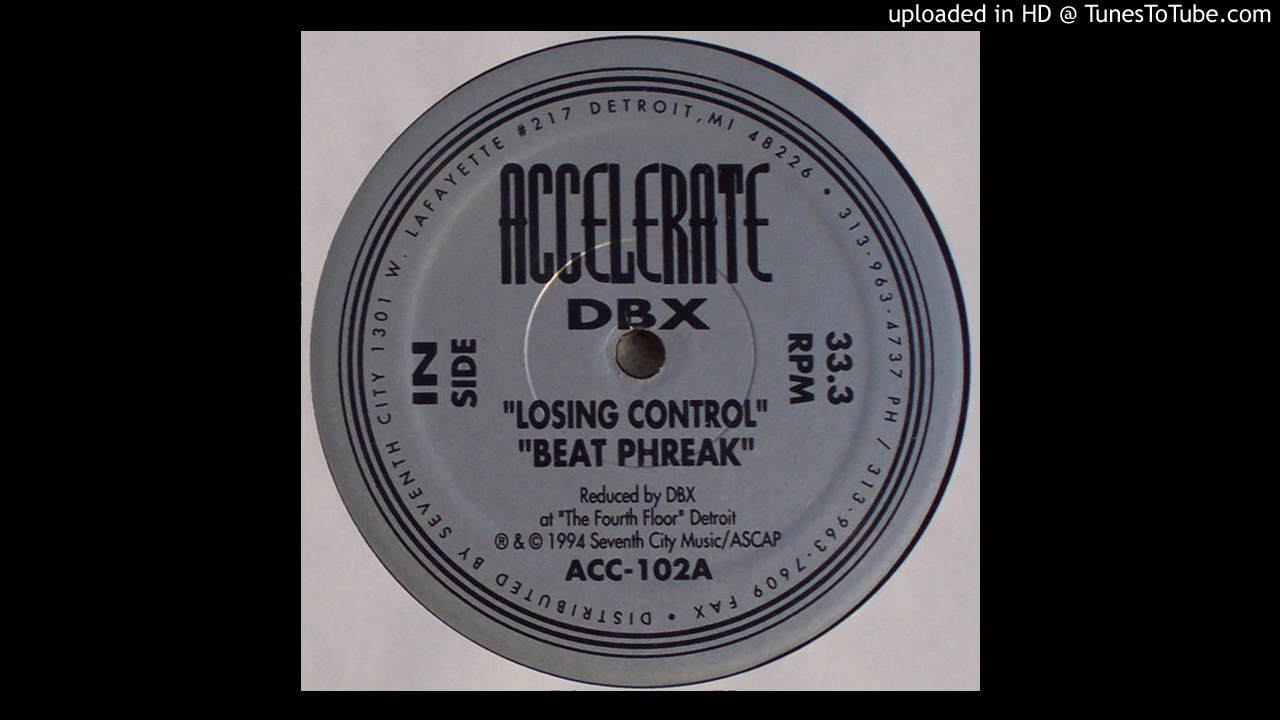 uploaded in HD @ TunesToTube.com
DISTRIBUTED BY SEVENTH CITY 1301 W. LAFAYETTE #217 DETROIT, MI 48226 • 313-963-4737 PH / 313-963-7609 FAX •
ACCELERATE
DBX
IN
SIDE
33.3
RPM
"LOSING CONTROL"
"BEAT PHREAK"
Reduced by DBX
at "The Fourth Floor" Detroit
℗ & © 1994 Seventh City Music/ASCAP
ACC-102A